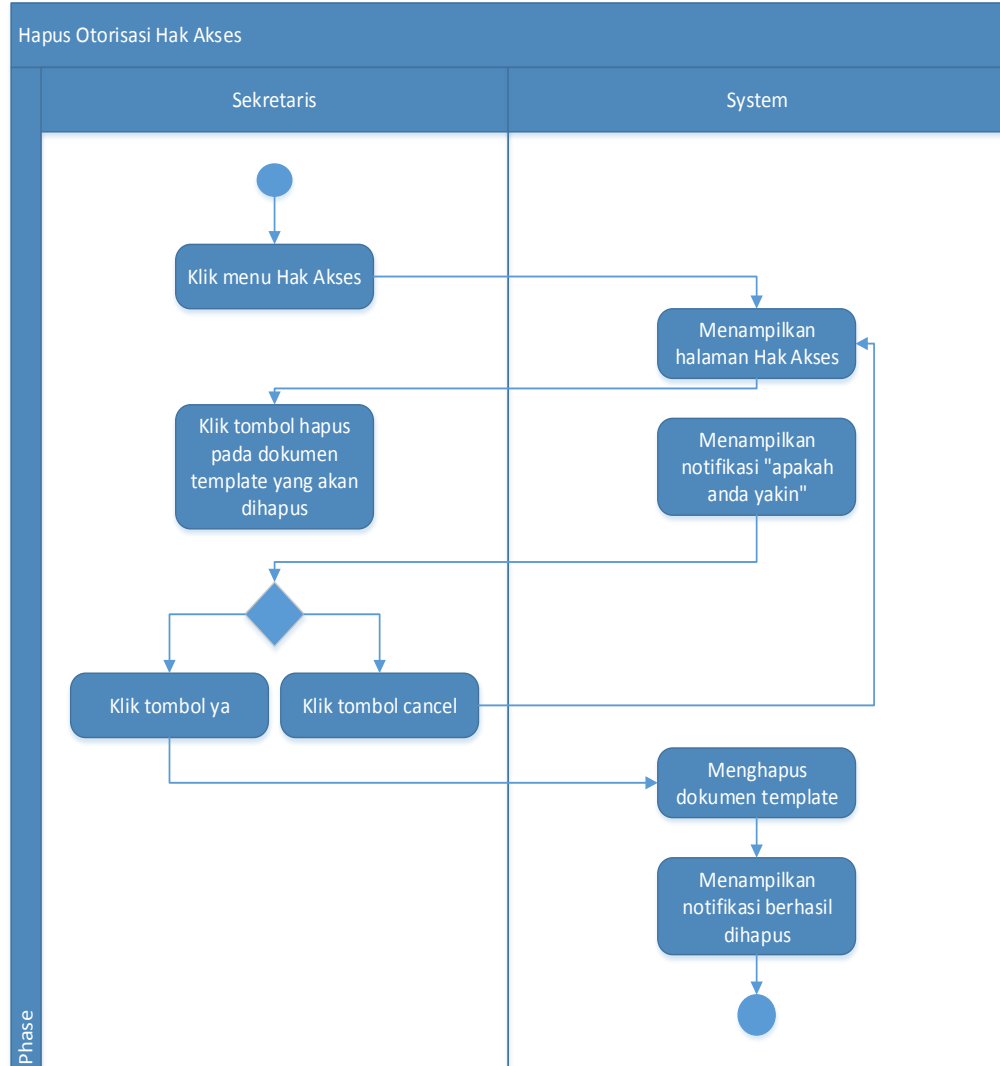 Hapus Otorisasi Hak Akses
Sekretaris
System
Klik menu Hak Akses
Menampilkan
halaman Hak Akses
Klik tombol hapus
pada dokumen
template yang akan
dihapus
Menampilkan
notifikasi "apakah
anda yakin"
Klik tombol ya
Klik tombol cancel
Menghapus
dokumen template
Menampilkan
notifikasi berhasil
dihapus
Phase